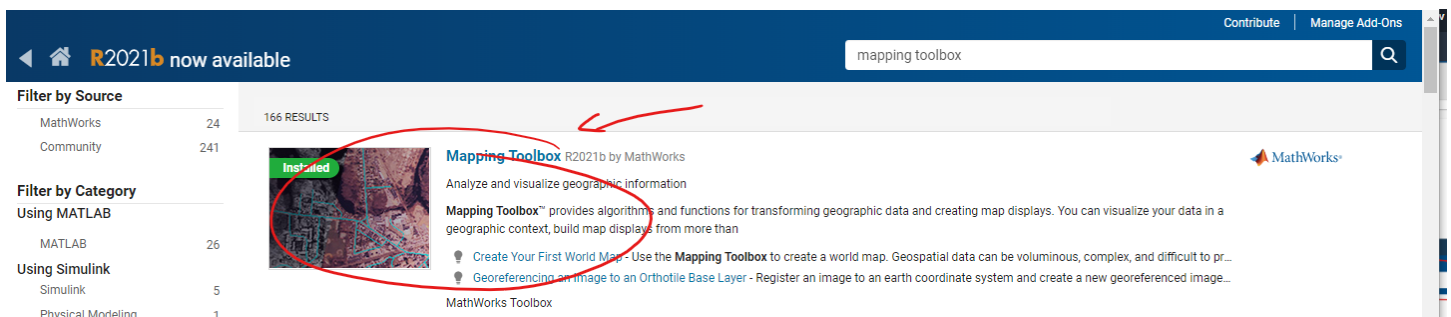 Contribute | Manage Add-Ons
R2021b now available
mapping toolbox
Filter by Source
MathWorks 24
Community 241
Filter by Category
Using MATLAB
MATLAB 26
Using Simulink
Simulink 5
Physical Modeling 1
166 RESULTS
Installed
Mapping Toolbox R2021b by MathWorks
MathWorks®
Analyze and visualize geographic information
Mapping Toolbox™ provides algorithms and functions for transforming geographic data and creating map displays. You can visualize your data in a
geographic context, build map displays from more than
Create Your First World Map - Use the Mapping Toolbox to create a world map. Geospatial data can be voluminous, complex, and difficult to pr...
Georeferencing an Image to an Orthotile Base Layer - Register an image to an earth coordinate system and create a new georeferenced image...
MathWorks Toolbox